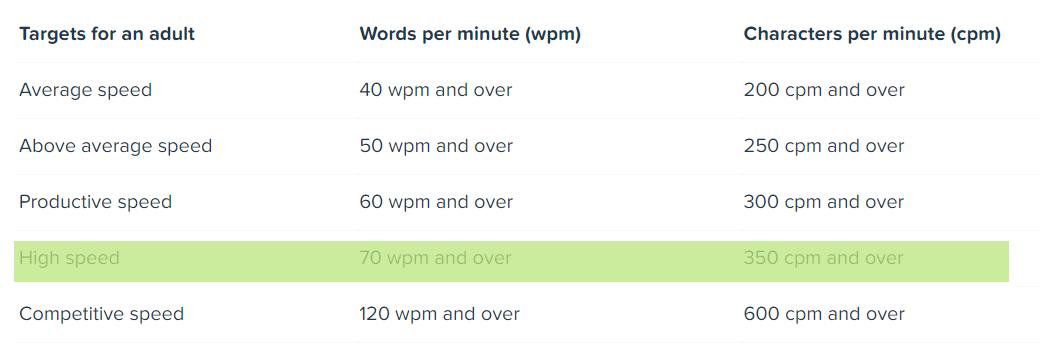 Targets for an adult Words per minute (wpm) Characters per minute (cpm)
Average speed 40 wpm and over 200 cpm and over
Above average speed 50 wpm and over 250 cpm and over
Productive speed 60 wpm and over 300 cpm and over
High speed 70 wpm and over 350 cpm and over
Competitive speed 120 wpm and over 600 cpm and over